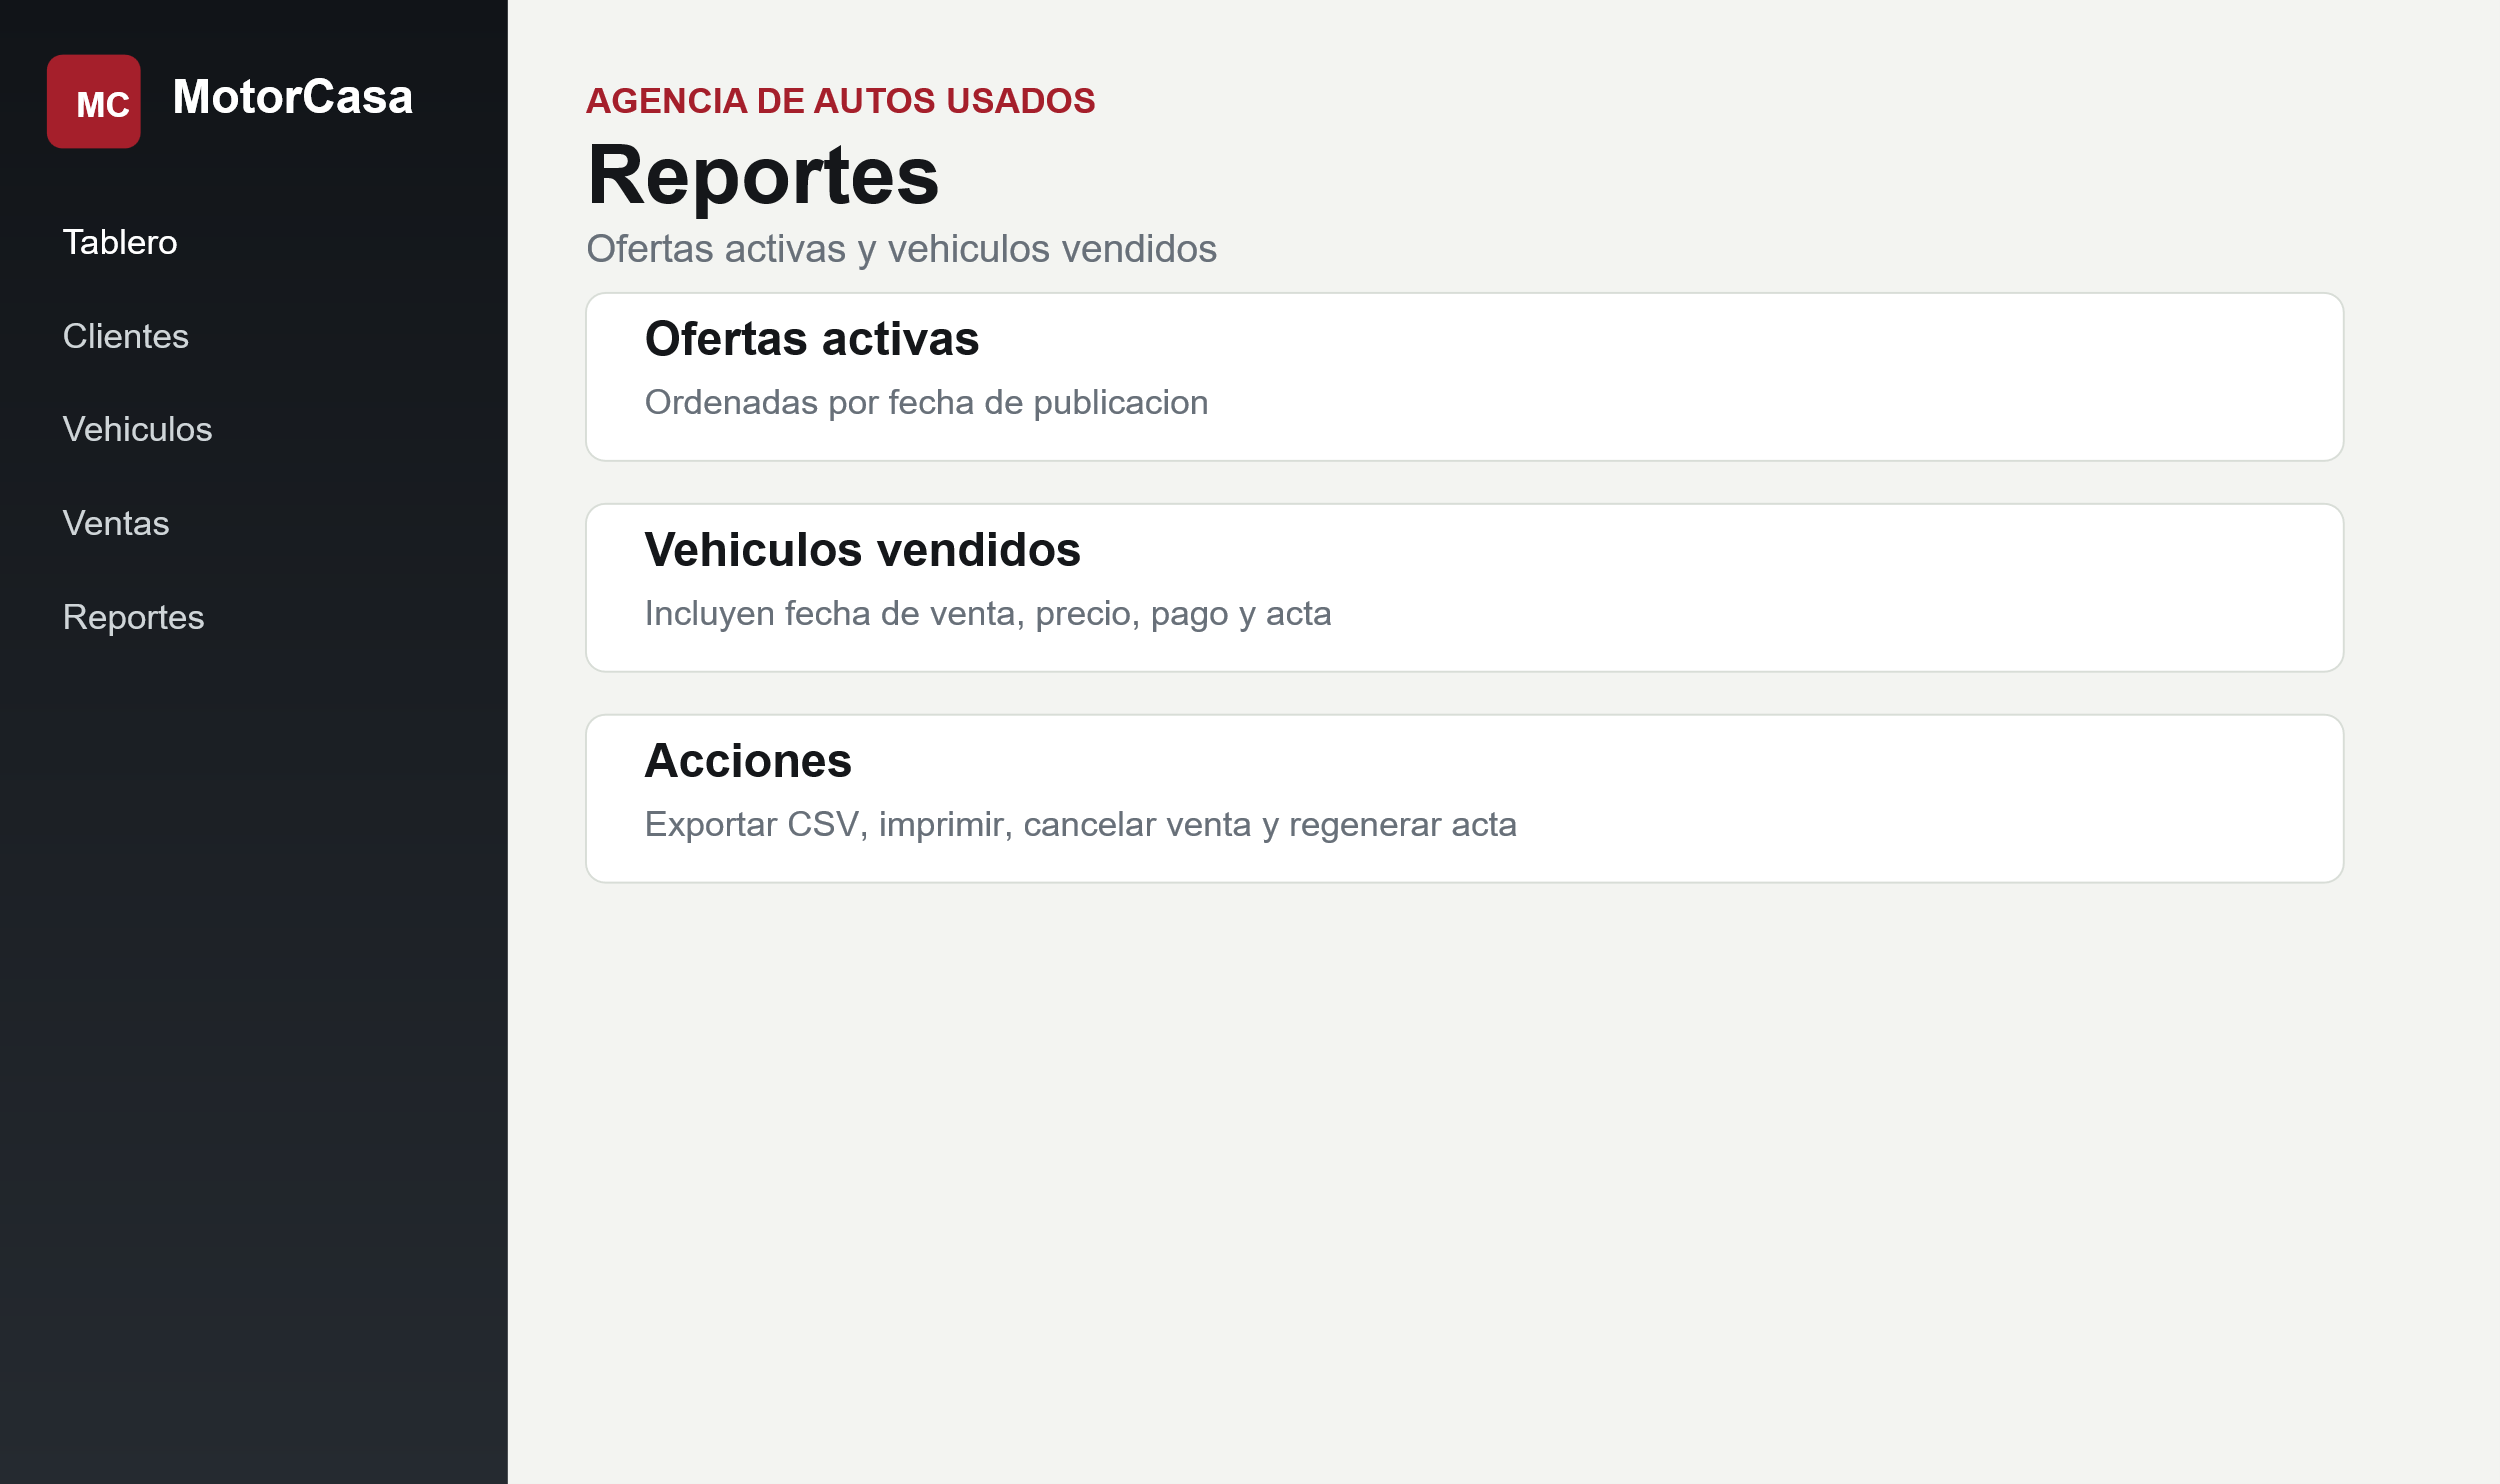 MC
MotorCasa
Tablero
Clientes
Vehiculos
Ventas
Reportes
AGENCIA DE AUTOS USADOS
Reportes
Ofertas activas y vehiculos vendidos
Ofertas activas
Ordenadas por fecha de publicacion
Vehiculos vendidos
Incluyen fecha de venta, precio, pago y acta
Acciones
Exportar CSV, imprimir, cancelar venta y regenerar acta